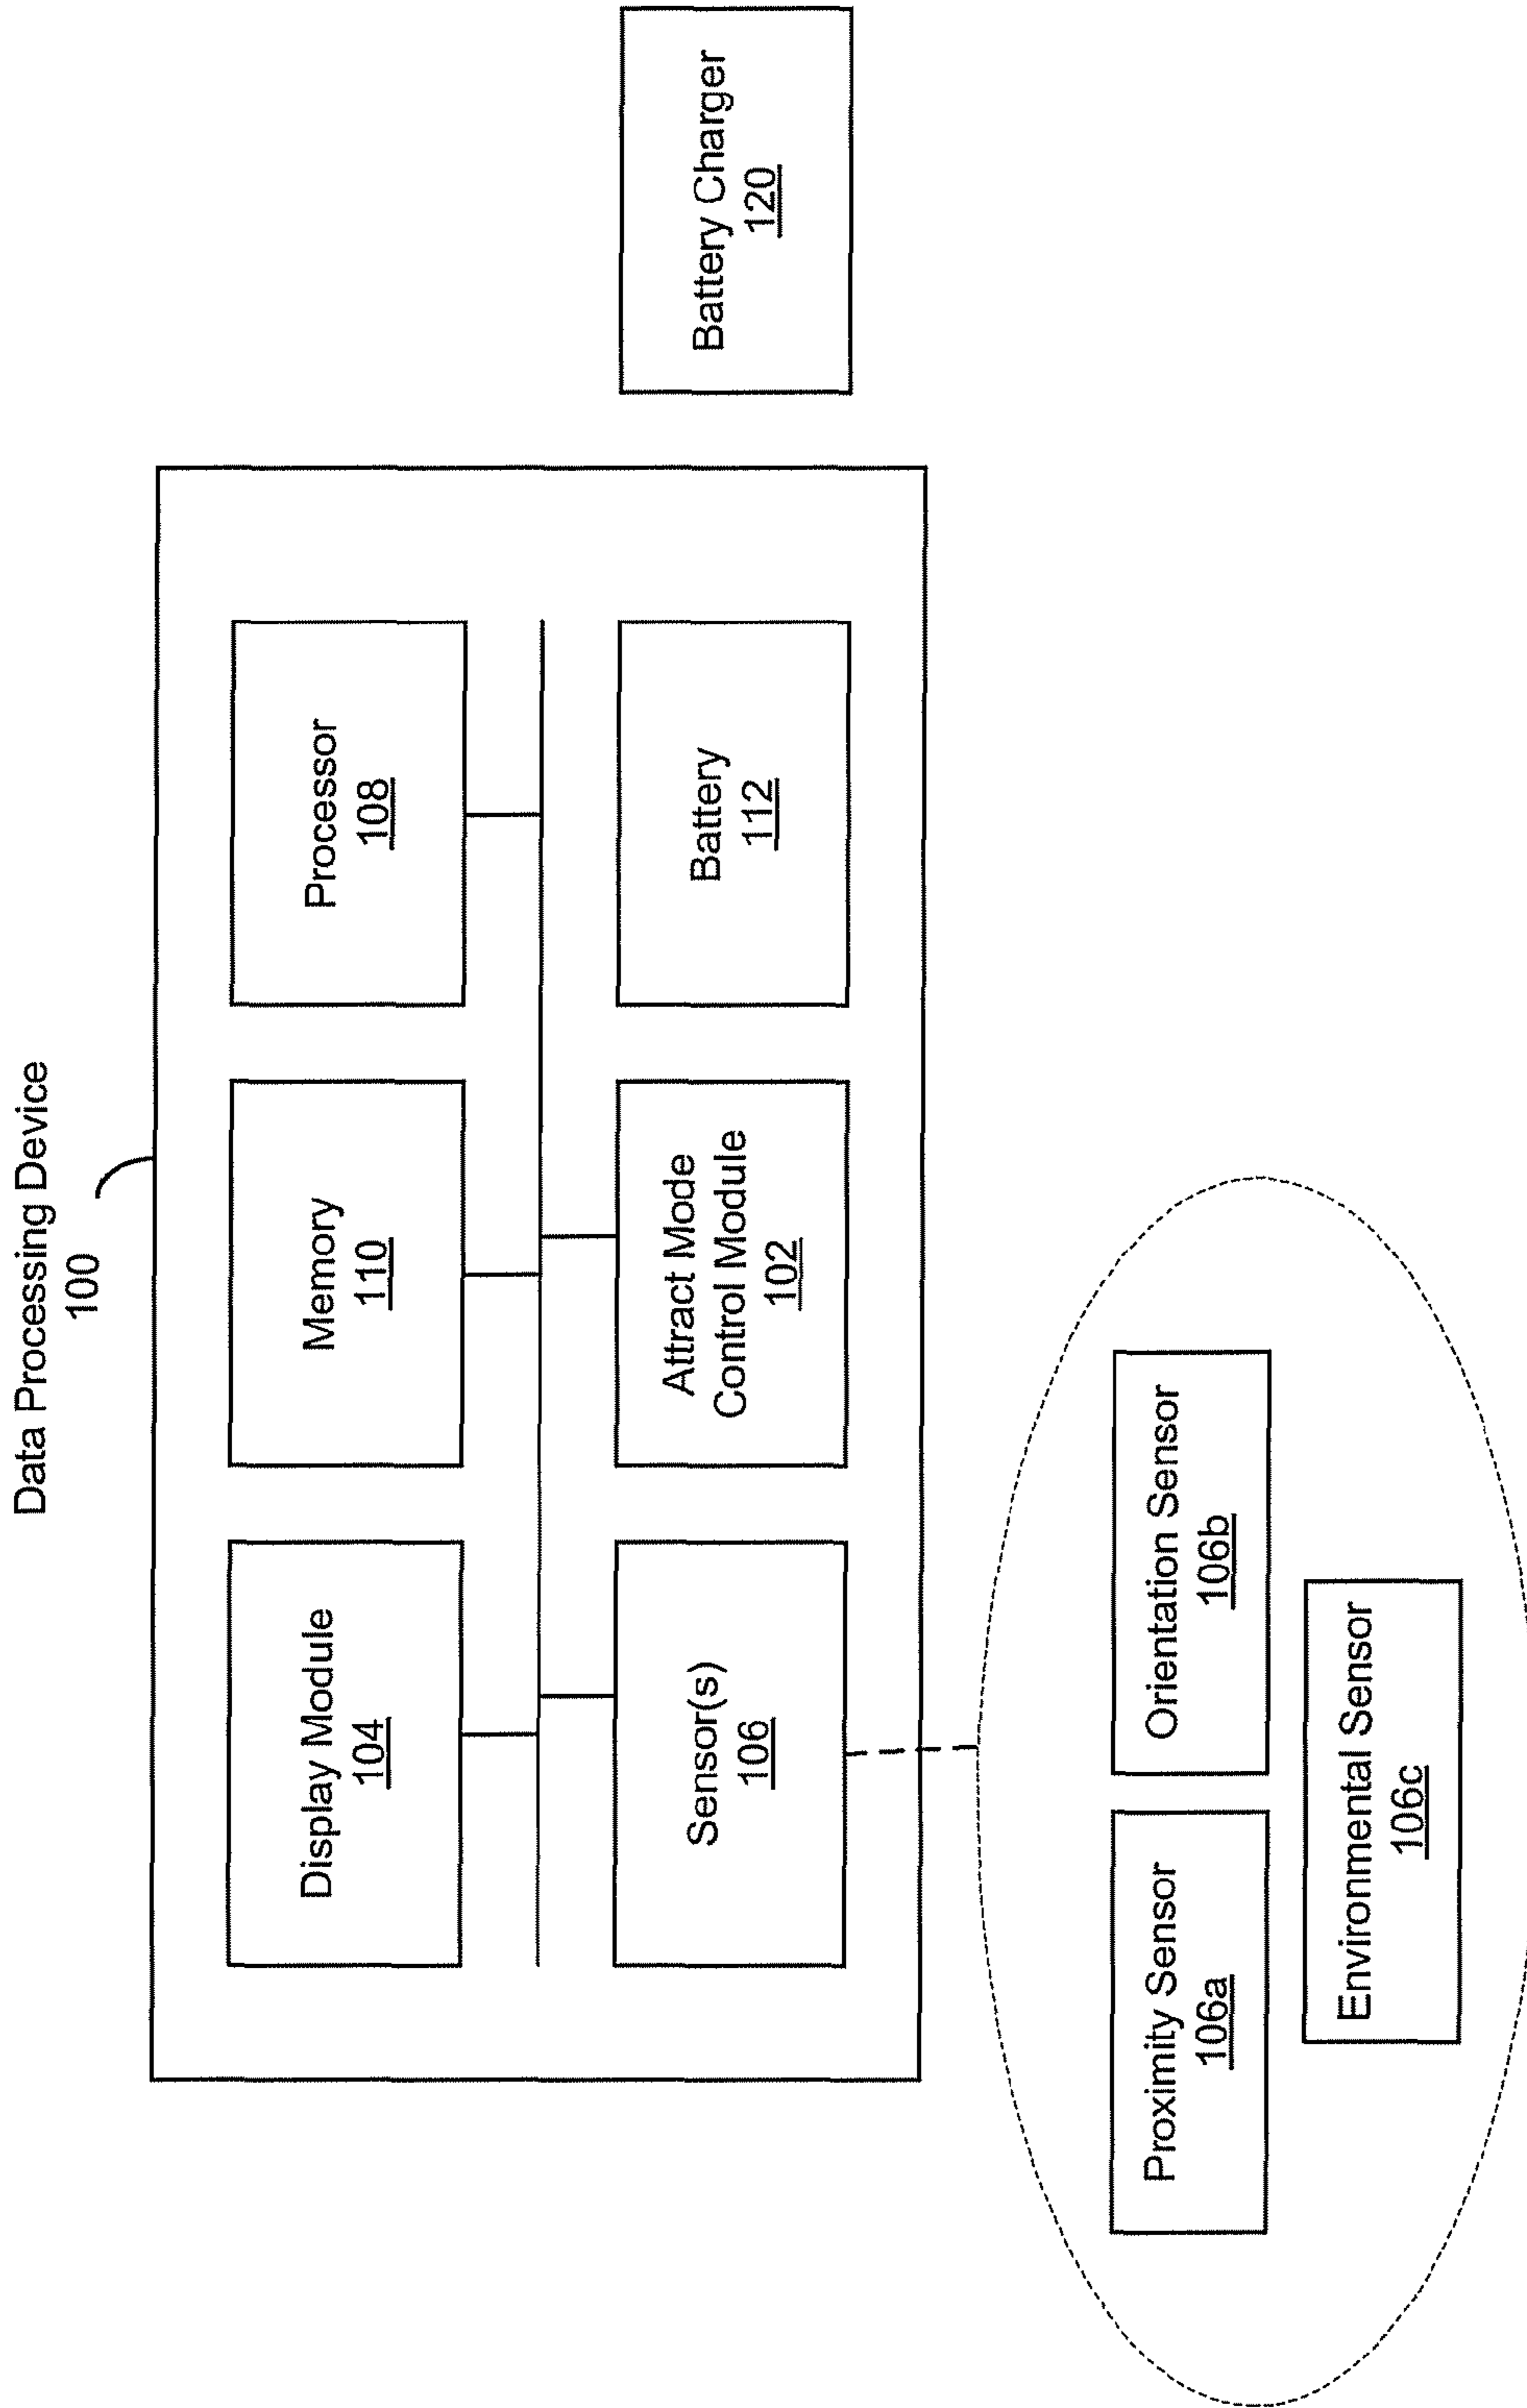 Data Processing Device
100
Display Module
104
Memory
110
Processor
108
Sensor(s)
106
Attract Mode
Control Module
102
Battery
112
Battery Charger
120
Proximity Sensor
106a
Orientation Sensor
106b
Environmental Sensor
106c